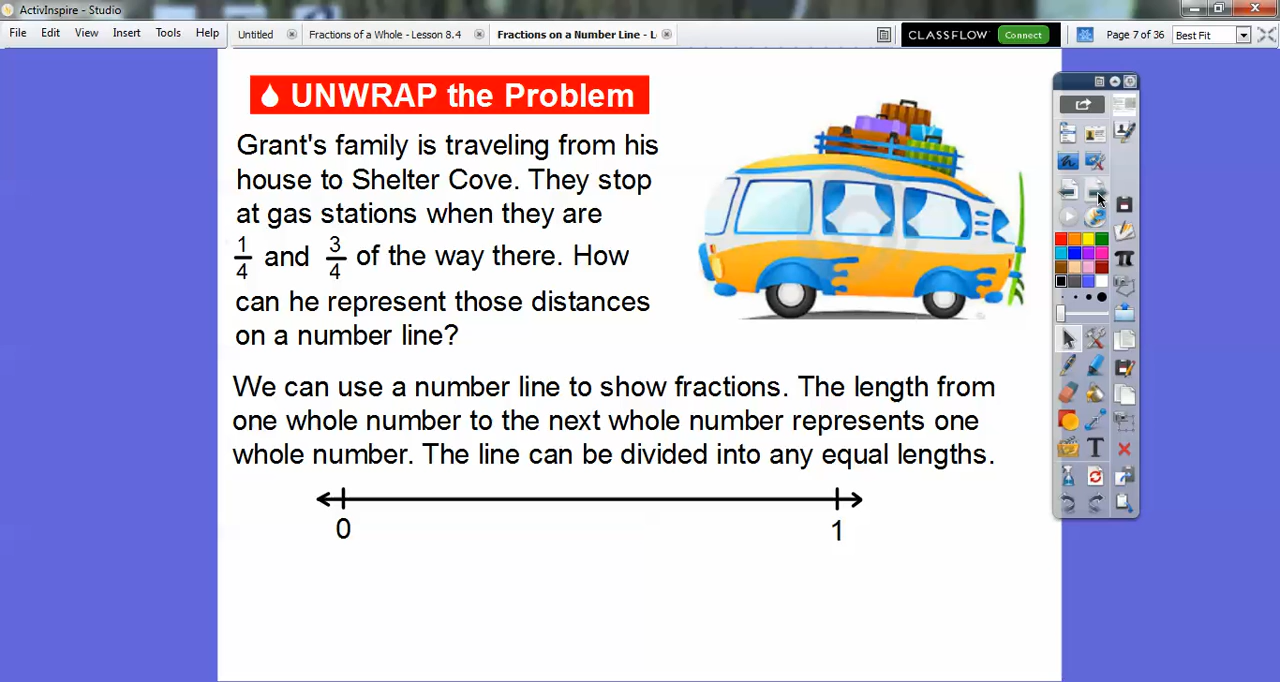 ActivInspire - Studio
File Edit View Insert Tools Help
Untitled
Fractions of a Whole - Lesson 8.4
Fractions on a Number Line - L
CLASSFLOW Connect
Page 7 of 36
Best Fit
UNWRAP the Problem
Grant's family is traveling from his
house to Shelter Cove. They stop
at gas stations when they are
1/4 and 3/4 of the way there. How
can he represent those distances
on a number line?
We can use a number line to show fractions. The length from
one whole number to the next whole number represents one
whole number. The line can be divided into any equal lengths.
0 1